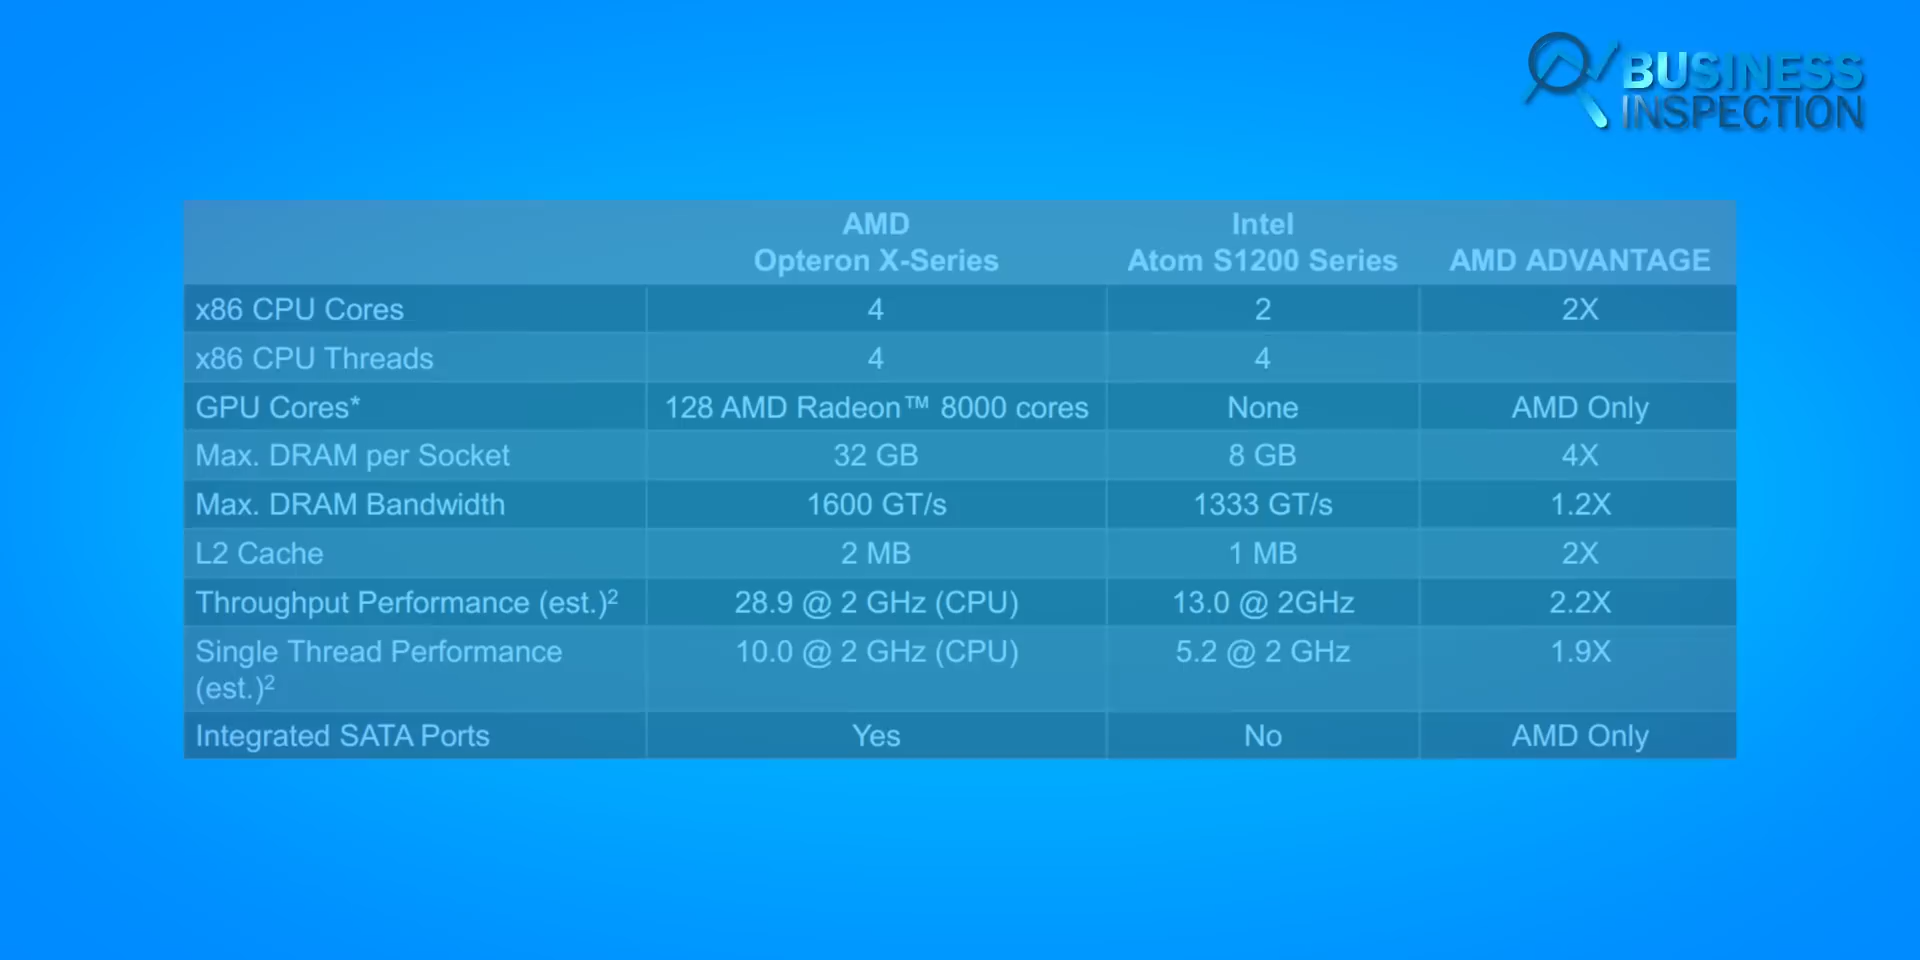 BUSINESS
INSPECTION
AMD Opteron X-Series Intel Atom S1200 Series AMD ADVANTAGE
x86 CPU Cores 4 2 2X
x86 CPU Threads 4 4
GPU Cores* 128 AMD Radeon™ 8000 cores None AMD Only
Max. DRAM per Socket 32 GB 8 GB 4X
Max. DRAM Bandwidth 1600 GT/s 1333 GT/s 1.2X
L2 Cache 2 MB 1 MB 2X
Throughput Performance (est.)² 28.9 @ 2 GHz (CPU) 13.0 @ 2GHz 2.2X
Single Thread Performance (est.)² 10.0 @ 2 GHz (CPU) 5.2 @ 2 GHz 1.9X
Integrated SATA Ports Yes No AMD Only